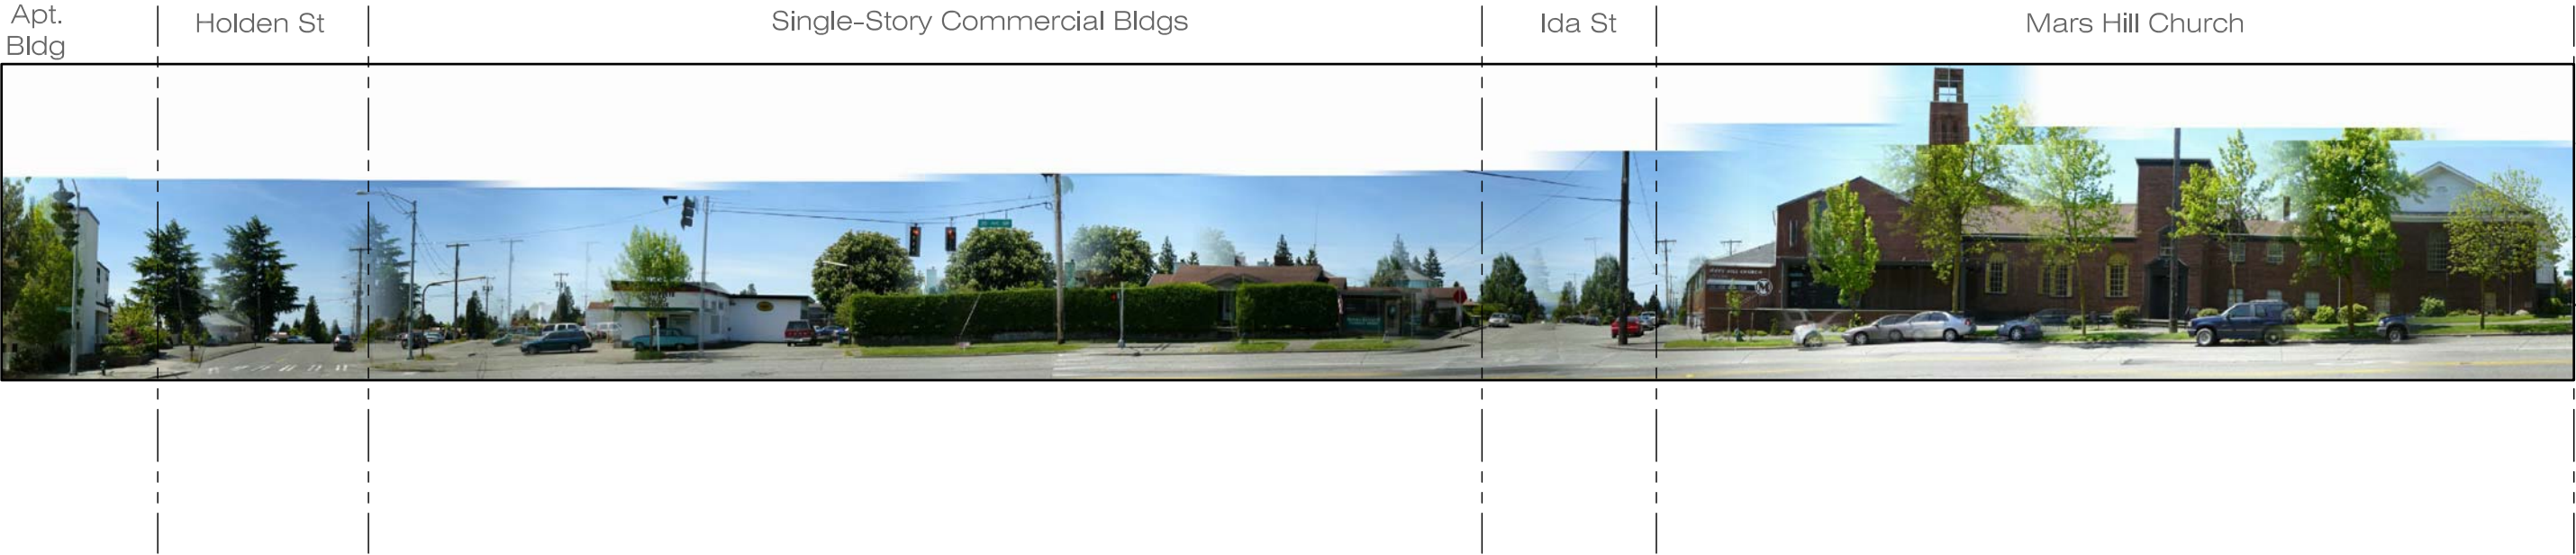 Apt.
Bldg
Holden St
Single-Story Commercial Bldgs
Ida St
Mars Hill Church